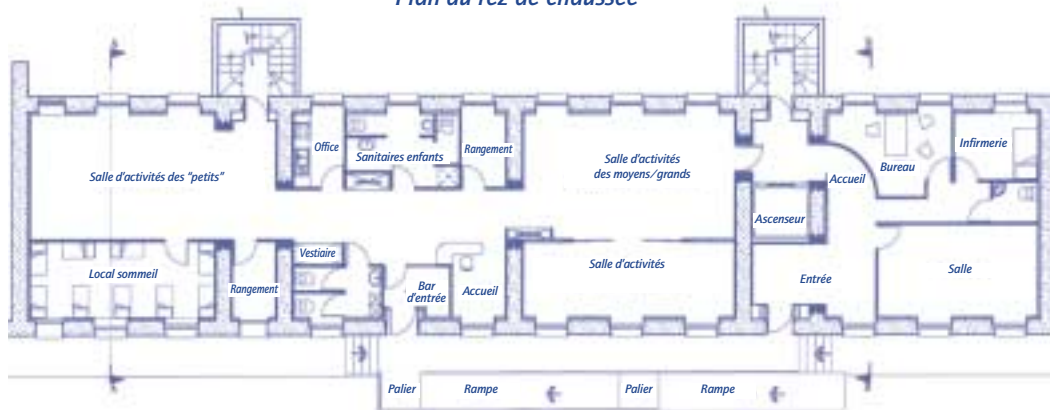 Plan du rez de chaussée
Office
Sanitaires enfants
Rangement
Salle d'activités des "petits"
Salle d'activités
des moyens/grands
Accueil
Bureau
Infirmerie
Ascenseur
Vestiaire
Local sommeil
Rangement
Bar
d'entrée
Accueil
Salle d'activités
Entrée
Salle
Palier
Rampe
Palier
Rampe